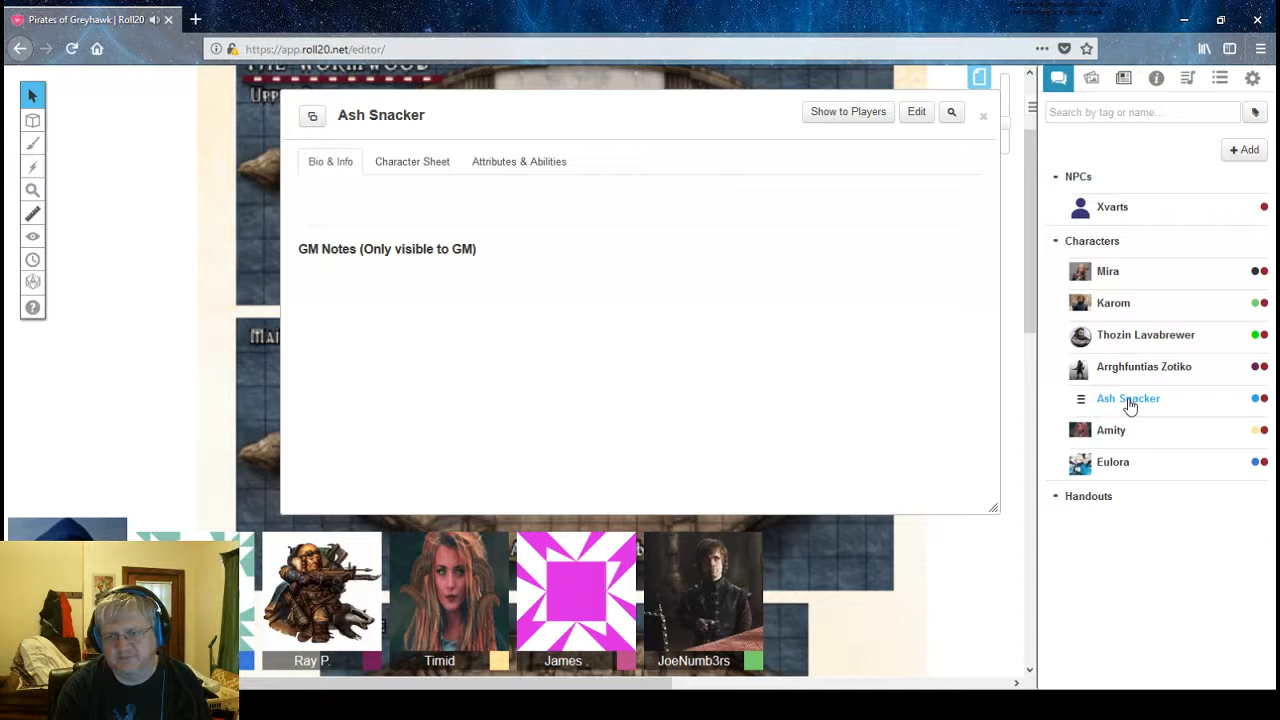 Pirates of Greyhawk | Roll20
https://app.roll20.net/editor/
THE WORMWOOD
Ash Snacker
Show to Players
Edit
Bio & Info
Character Sheet
Attributes & Abilities
GM Notes (Only visible to GM)
Search by tag or name...
+ Add
NPCs
Xvarts
Characters
Mira
Karom
Thozin Lavabrewer
Arrghfuntias Zotiko
Ash Snacker
Amity
Eulora
Handouts
Ray P.
Timid
James
JoeNumb3rs